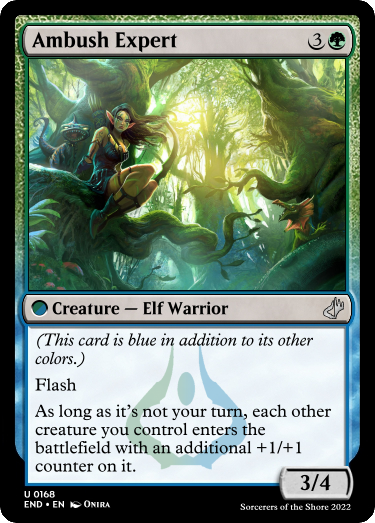 Ambush Expert 3
Creature — Elf Warrior
(This card is blue in addition to its other
colors.)
Flash
As long as it's not your turn, each other
creature you control enters the
battlefield with an additional +1/+1
counter on it.
3/4
U 0168
END • EN Onira
Sorcerers of the Shore 2022